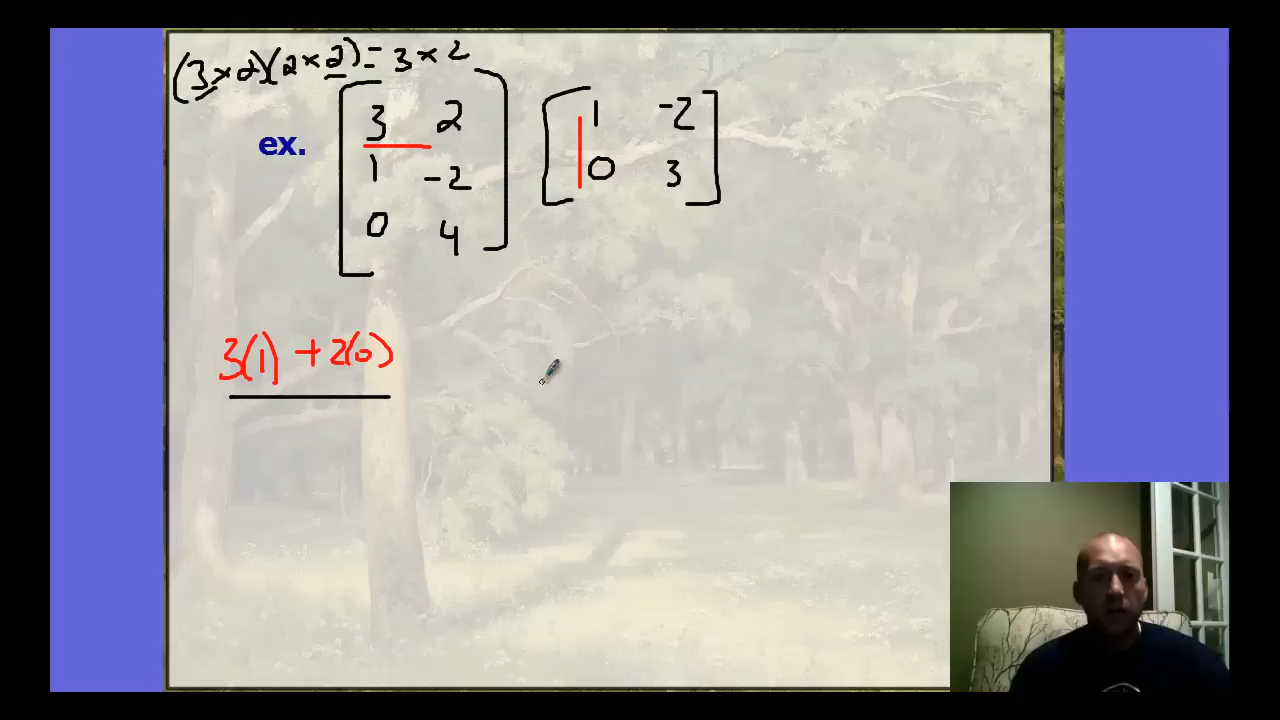 (3×2)(2×2)=3×2
ex.
3 2 1 -2
1 -2 0 3
0 4
3(1) +2(0)